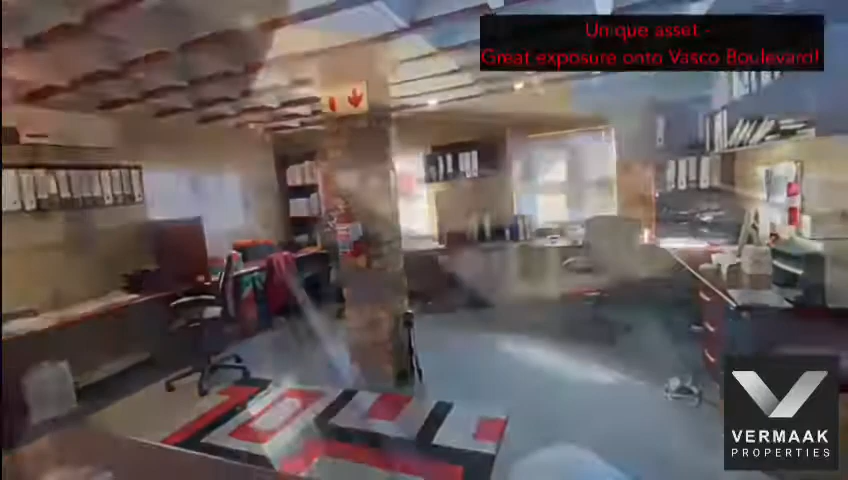 Unique asset -
Great exposure onto Vasco Boulevard!
VERMAAK
PROPERTIES